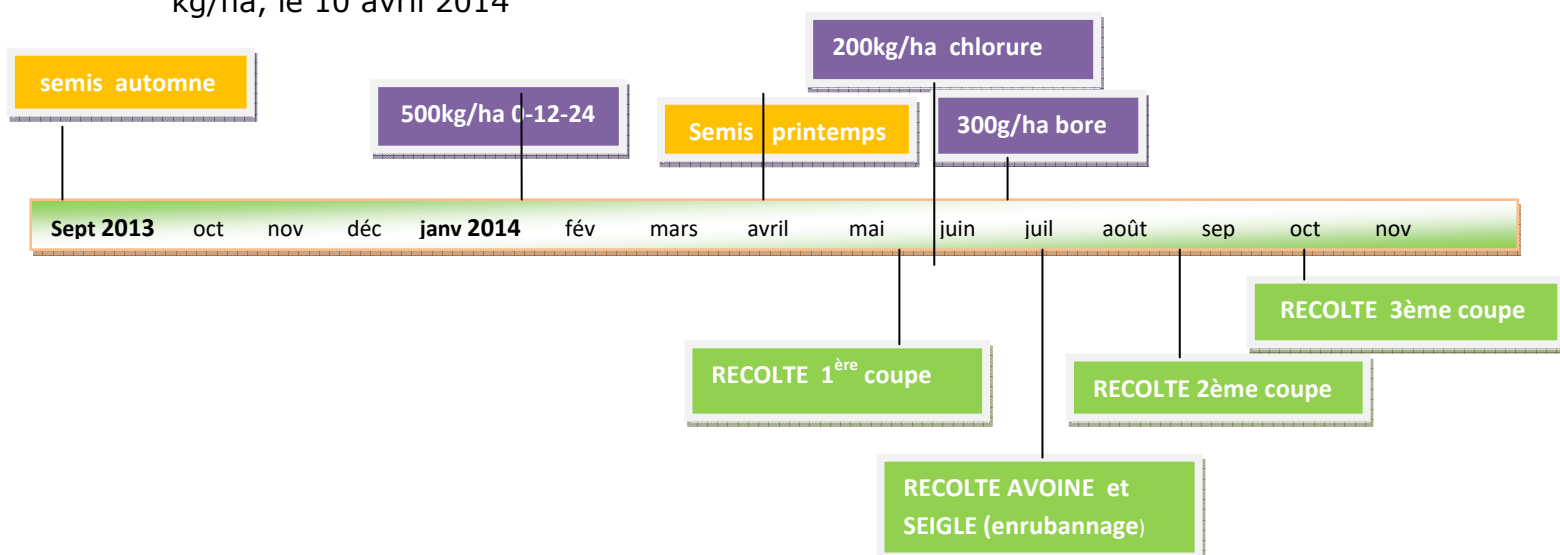 kg/ha, le 10 avril 2014
200kg/ha chlorure
semis automne
500kg/ha 0-12-24
Semis printemps
300g/ha bore
Sept 2013 oct nov déc janv 2014 fév mars avril mai juin juil août sep oct nov
RECOLTE 3ème coupe
RECOLTE 1ère coupe
RECOLTE 2ème coupe
RECOLTE AVOINE et
SEIGLE (enrubannage)